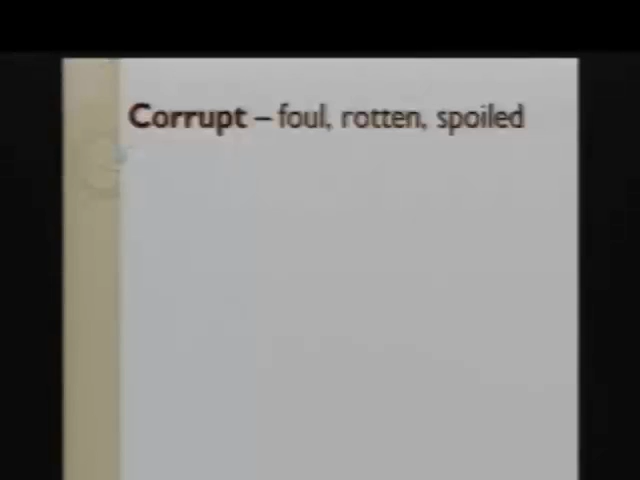 Corrupt – foul, rotten, spoiled